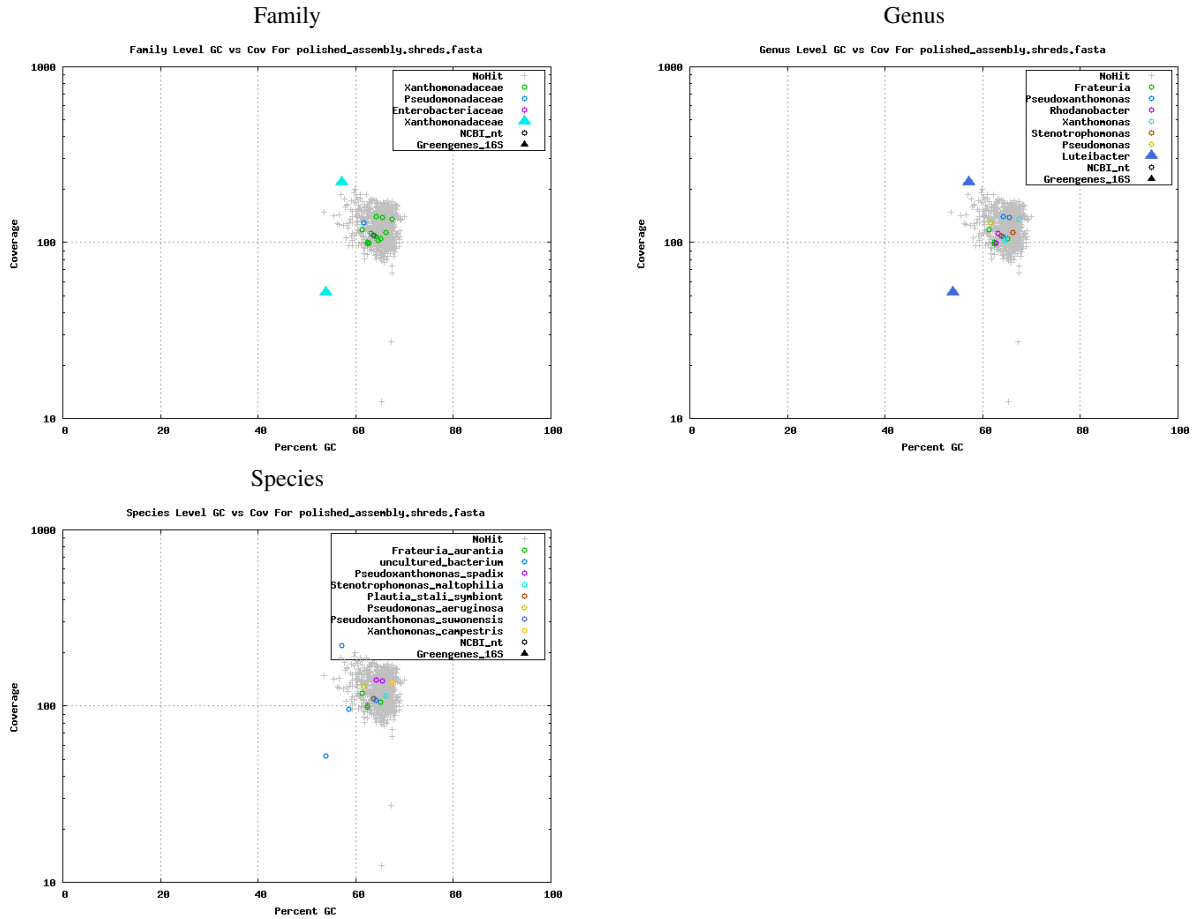 Family
Family Level GC vs Cov For polished_assembly.shreds.fasta
1000
100
10
Coverage
NoHit
Xanthomonadaceae
Pseudomonadaceae
Enterobacteriaceae
Xanthomonadaceae
NCBI_nt
Greengenes_16S
0 20 40 60 80 100
Percent GC
Genus
Genus Level GC vs Cov For polished_assembly.shreds.fasta
1000
100
10
Coverage
NoHit
Frateuria
Pseudoxanthomonas
Rhodanobacter
Xanthomonas
Stenotrophomonas
Pseudomonas
Luteibacter
NCBI_nt
Greengenes_16S
0 20 40 60 80 100
Percent GC
Species
Species Level GC vs Cov For polished_assembly.shreds.fasta
1000
100
10
Coverage
NoHit
Frateuria_aurantia
uncultured_bacterium
Pseudoxanthomonas_spadix
Stenotrophomonas_maltophilia
Plautia_stali_symbiont
Pseudomonas_aeruginosa
Pseudoxanthomonas_suwonensis
Xanthomonas_campestris
NCBI_nt
Greengenes_16S
0 20 40 60 80 100
Percent GC